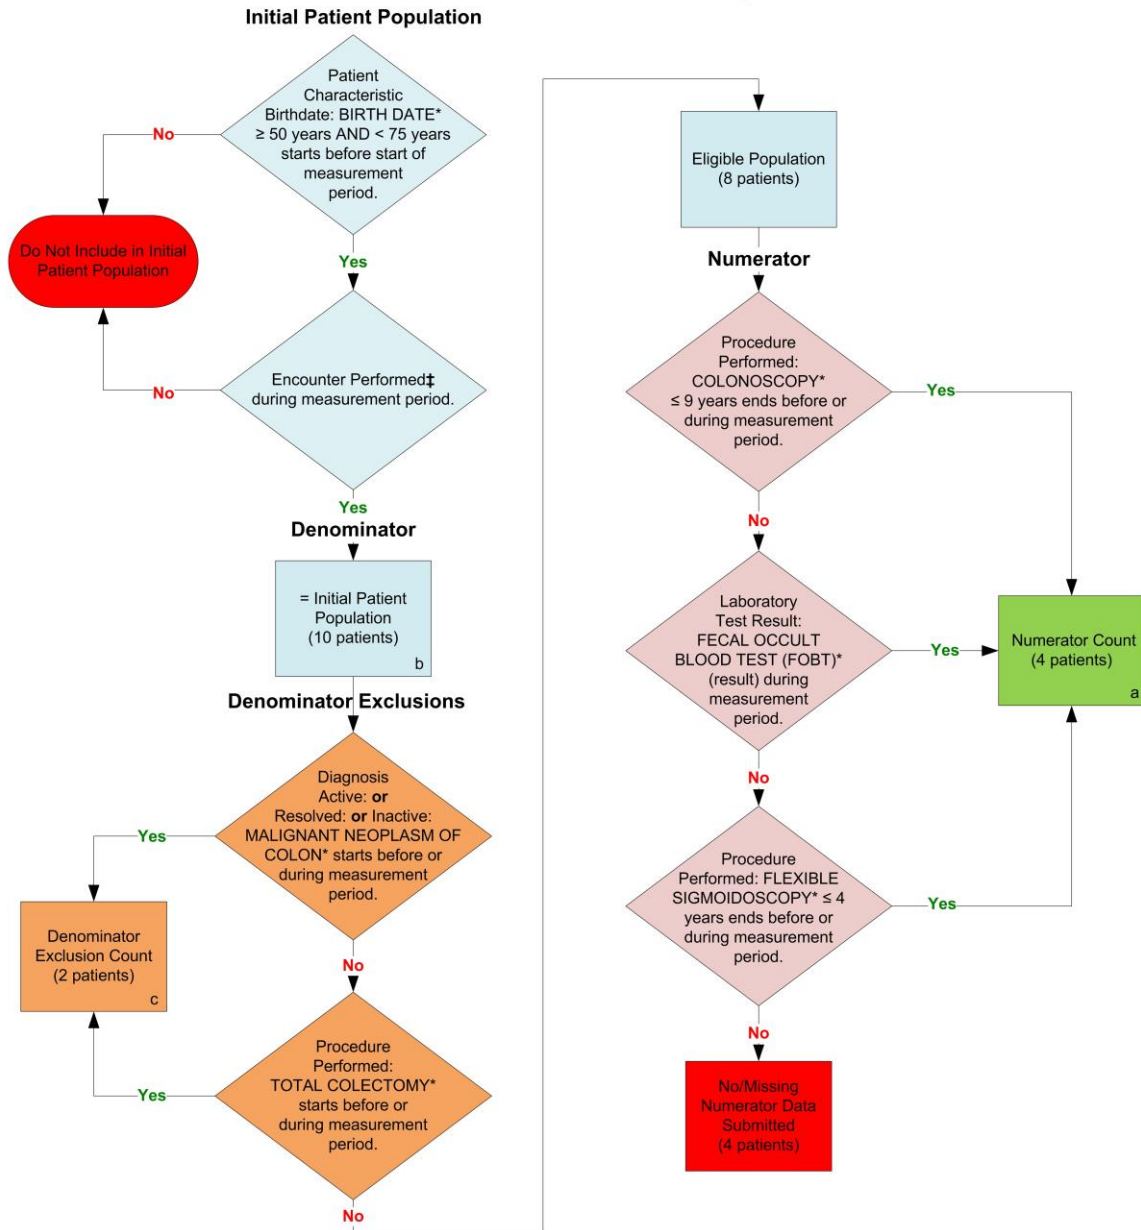 Initial Patient Population
Patient
Characteristic
Birthdate: BIRTH DATE*
≥ 50 years AND < 75 years
starts before start of
measurement
period.
No
Do Not Include in Initial
Patient Population
Yes
Encounter Performed‡
during measurement period.
No
Yes
Denominator
= Initial Patient
Population
(10 patients)
b
Denominator Exclusions
Diagnosis
Active: or
Resolved: or Inactive:
MALIGNANT NEOPLASM OF
COLON* starts before or
during measurement
period.
Yes
Denominator
Exclusion Count
(2 patients)
c
No
Procedure
Performed:
TOTAL COLECTOMY*
starts before or
during measurement
period.
Yes
No
Eligible Population
(8 patients)
Numerator
Procedure
Performed:
COLONOSCOPY*
≤ 9 years ends before or
during measurement
period.
Yes
No
Laboratory
Test Result:
FECAL OCCULT
BLOOD TEST (FOBT)*
(result) during
measurement
period.
Yes
Numerator Count
(4 patients)
a
No
Procedure
Performed: FLEXIBLE
SIGMOIDOSCOPY* ≤ 4
years ends before or
during measurement
period.
Yes
No
No/Missing
Numerator Data
Submitted
(4 patients)